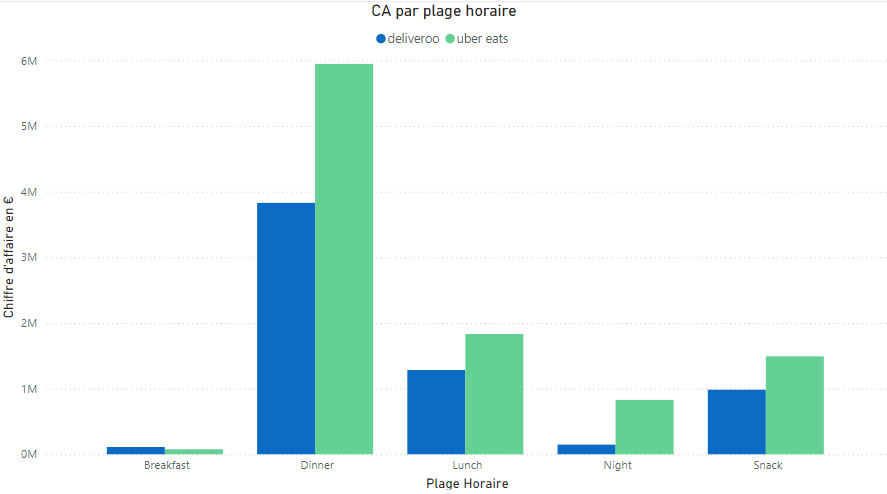 CA par plage horaire
deliveroo uber eats
6M
5M
4M
3M
2M
1M
0M
Chiffre d'affaire en €
Breakfast Dinner Lunch Night Snack
Plage Horaire